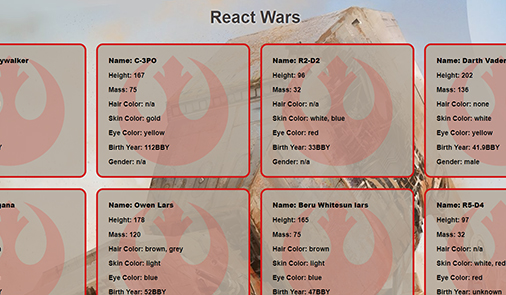 React Wars
ywalker
Name: C-3PO
Height: 167
Mass: 75
Hair Color: n/a
Skin Color: gold
Eye Color: yellow
Birth Year: 112BBY
Gender: n/a
Name: R2-D2
Height: 96
Mass: 32
Hair Color: n/a
Skin Color: white, blue
Eye Color: red
Birth Year: 33BBY
Gender: n/a
Name: Darth Vader
Height: 202
Mass: 136
Hair Color: none
Skin Color: white
Eye Color: yellow
Birth Year: 41.9BBY
Gender: male
gana
Name: Owen Lars
Height: 178
Mass: 120
Hair Color: brown, grey
Skin Color: light
Eye Color: blue
Birth Year: 52BBY
Name: Beru Whitesun lars
Height: 165
Mass: 75
Hair Color: brown
Skin Color: light
Eye Color: blue
Birth Year: 47BBY
Name: R5-D4
Height: 97
Mass: 32
Hair Color: n/a
Skin Color: white, red
Eye Color: red
Birth Year: unknown